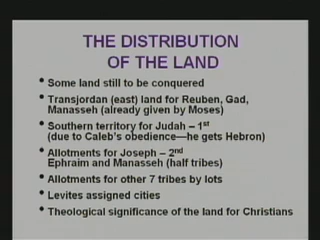 THE DISTRIBUTION
OF THE LAND
• Some land still to be conquered
• Transjordan (east) land for Reuben, Gad,
Manasseh (already given by Moses)
• Southern territory for Judah – 1st
(due to Caleb's obedience—he gets Hebron)
• Allotments for Joseph – 2nd
Ephraim and Manasseh (half tribes)
• Allotments for other 7 tribes by lots
• Levites assigned cities
• Theological significance of the land for Christians